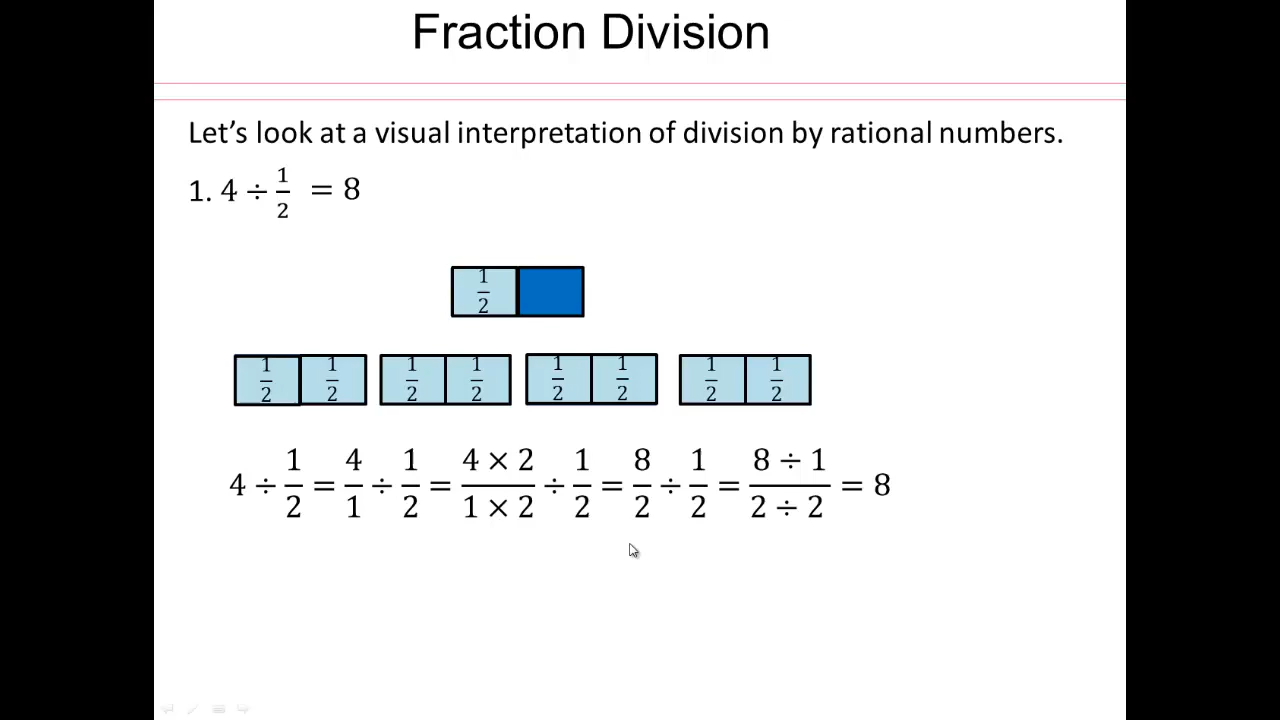 Fraction Division
Let's look at a visual interpretation of division by rational numbers.
1. 4 ÷ 1/2 = 8
1/2
1/2 1/2 1/2 1/2 1/2 1/2 1/2 1/2
4 ÷ 1/2 = 4/1 ÷ 1/2 = (4 × 2)/(1 × 2) ÷ 1/2 = 8/2 ÷ 1/2 = (8 ÷ 1)/(2 ÷ 2) = 8